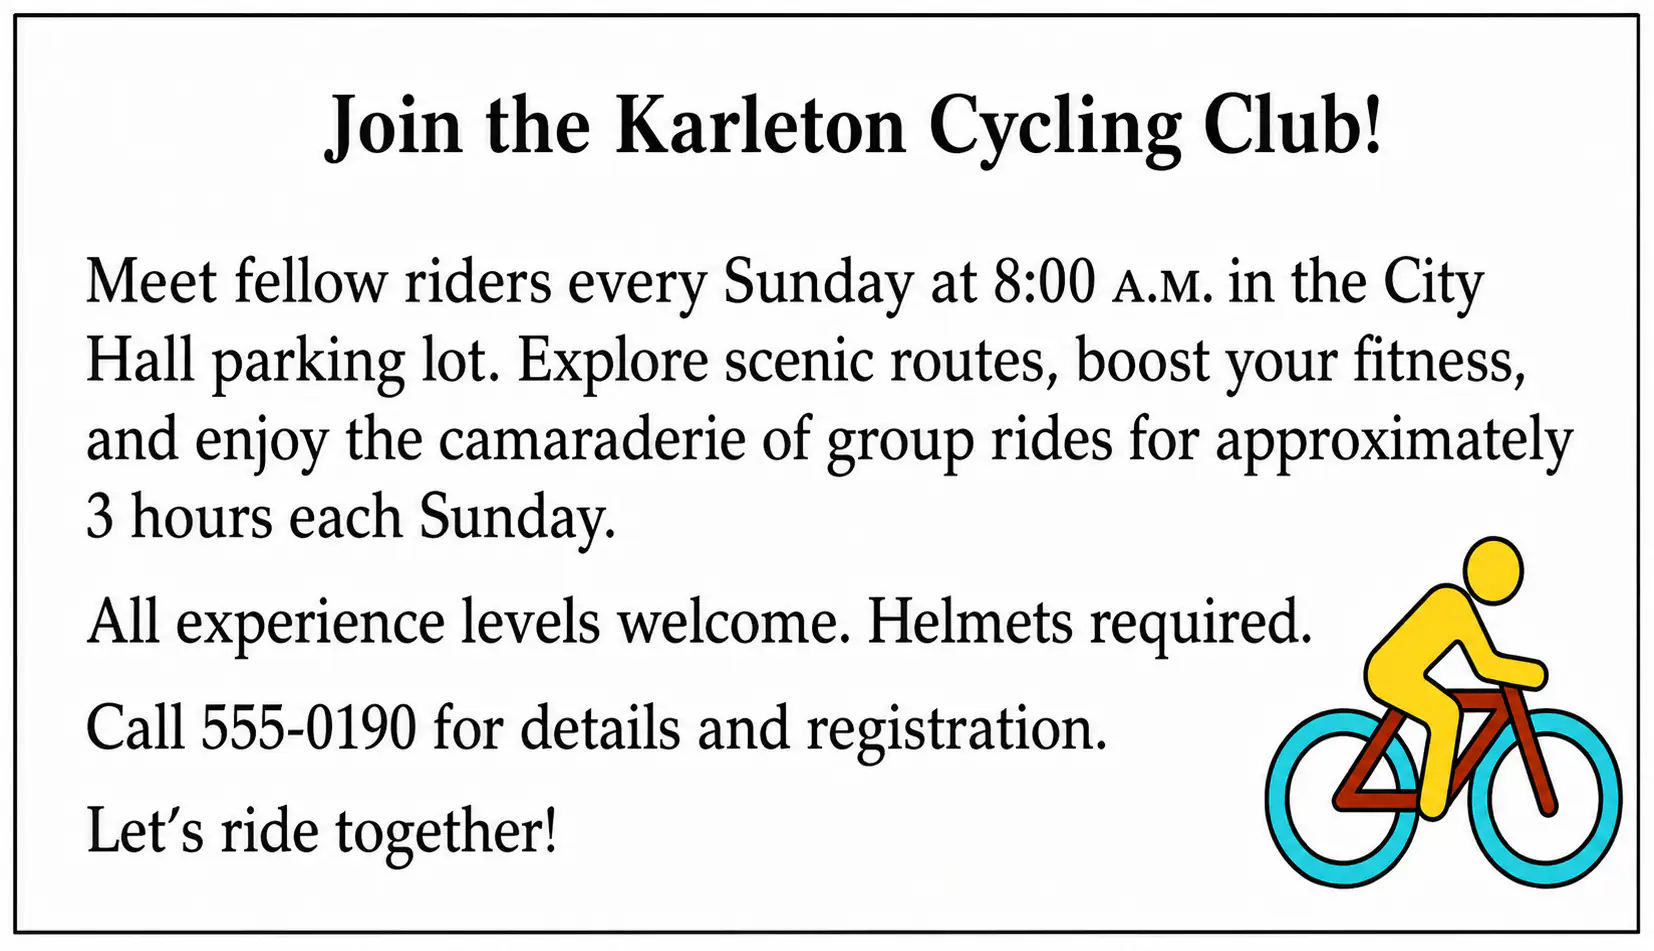 Join the Karleton Cycling Club!
Meet fellow riders every Sunday at 8:00 A.M. in the City
Hall parking lot. Explore scenic routes, boost your fitness,
and enjoy the camaraderie of group rides for approximately
3 hours each Sunday.
All experience levels welcome. Helmets required.
Call 555-0190 for details and registration.
Let’s ride together!